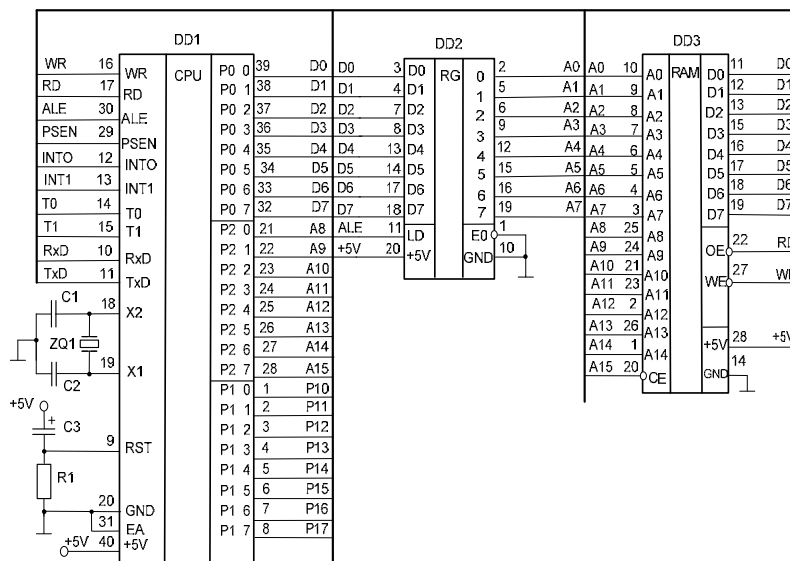 DD1
DD2
DD3
CPU
RG
RAM
WR 16 WR
RD 17 RD
ALE 30 ALE
PSEN 29 PSEN
INTO 12 INTO
INT1 13 INT1
T0 14 T0
T1 15 T1
RxD 10 RxD
TxD 11 TxD
C1 18 X2
ZQ1
C2 19 X1
+5V
+
C3
9 RST
R1
20 GND
31 EA
+5V 40 +5V
P0 0 39 D0
P0 1 38 D1
P0 2 37 D2
P0 3 36 D3
P0 4 35 D4
P0 5 34 D5
P0 6 33 D6
P0 7 32 D7
P2 0 21 A8
P2 1 22 A9
P2 2 23 A10
P2 3 24 A11
P2 4 25 A12
P2 5 26 A13
P2 6 27 A14
P2 7 28 A15
P1 0 1 P10
P1 1 2 P11
P1 2 3 P12
P1 3 4 P13
P1 4 5 P14
P1 5 6 P15
P1 6 7 P16
P1 7 8 P17
D0 3 D0
D1 4 D1
D2 7 D2
D3 8 D3
D4 13 D4
D5 14 D5
D6 17 D6
D7 18 D7
ALE 11 LD
+5V 20 +5V
0 2 A0
1 5 A1
2 6 A2
3 9 A3
4 12 A4
5 15 A5
6 16 A6
7 19 A7
E0 1
GND 10
A0 10 A0
A1 9 A1
A2 8 A2
A3 7 A3
A4 6 A4
A5 5 A5
A6 4 A6
A7 3 A7
A8 25 A8
A9 24 A9
A10 21 A10
A11 23 A11
A12 2 A12
A13 26 A13
A14 1 A14
A15 20 CE
D0 11 D0
D1 12 D1
D2 13 D2
D3 15 D3
D4 16 D4
D5 17 D5
D6 18 D6
D7 19 D7
OE 22 RD
WE 27
+5V 28 +5V
GND 14